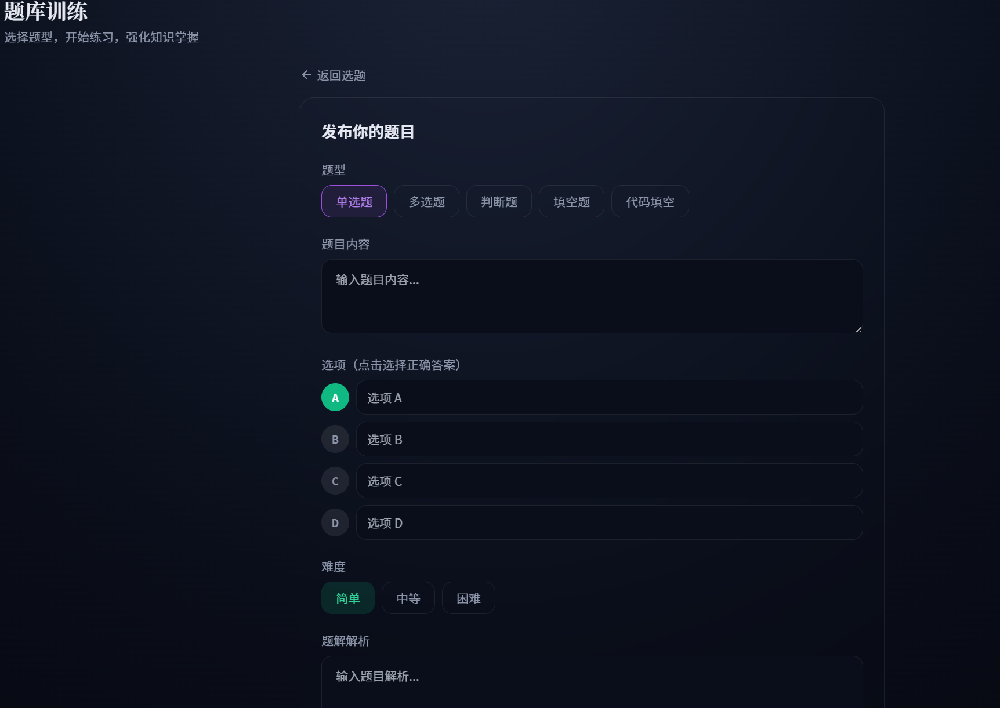 题库训练
选择题型，开始练习，强化知识掌握
← 返回选题
发布你的题目
题型
单选题 多选题 判断题 填空题 代码填空
题目内容
输入题目内容...
选项（点击选择正确答案）
A 选项 A
B 选项 B
C 选项 C
D 选项 D
难度
简单 中等 困难
题解解析
输入题目解析...